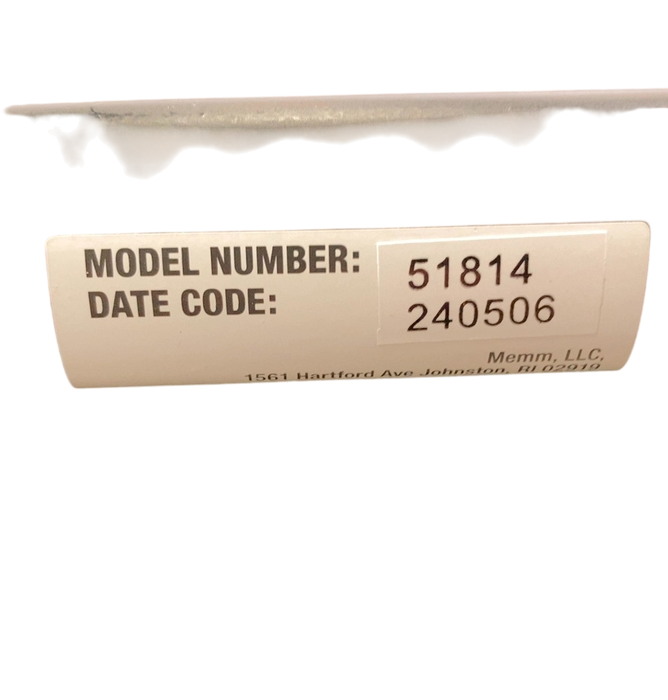 MODEL NUMBER: 51814
DATE CODE: 240506
Memm, LLC,
1561 Hartford Ave Johnston, RI 02919